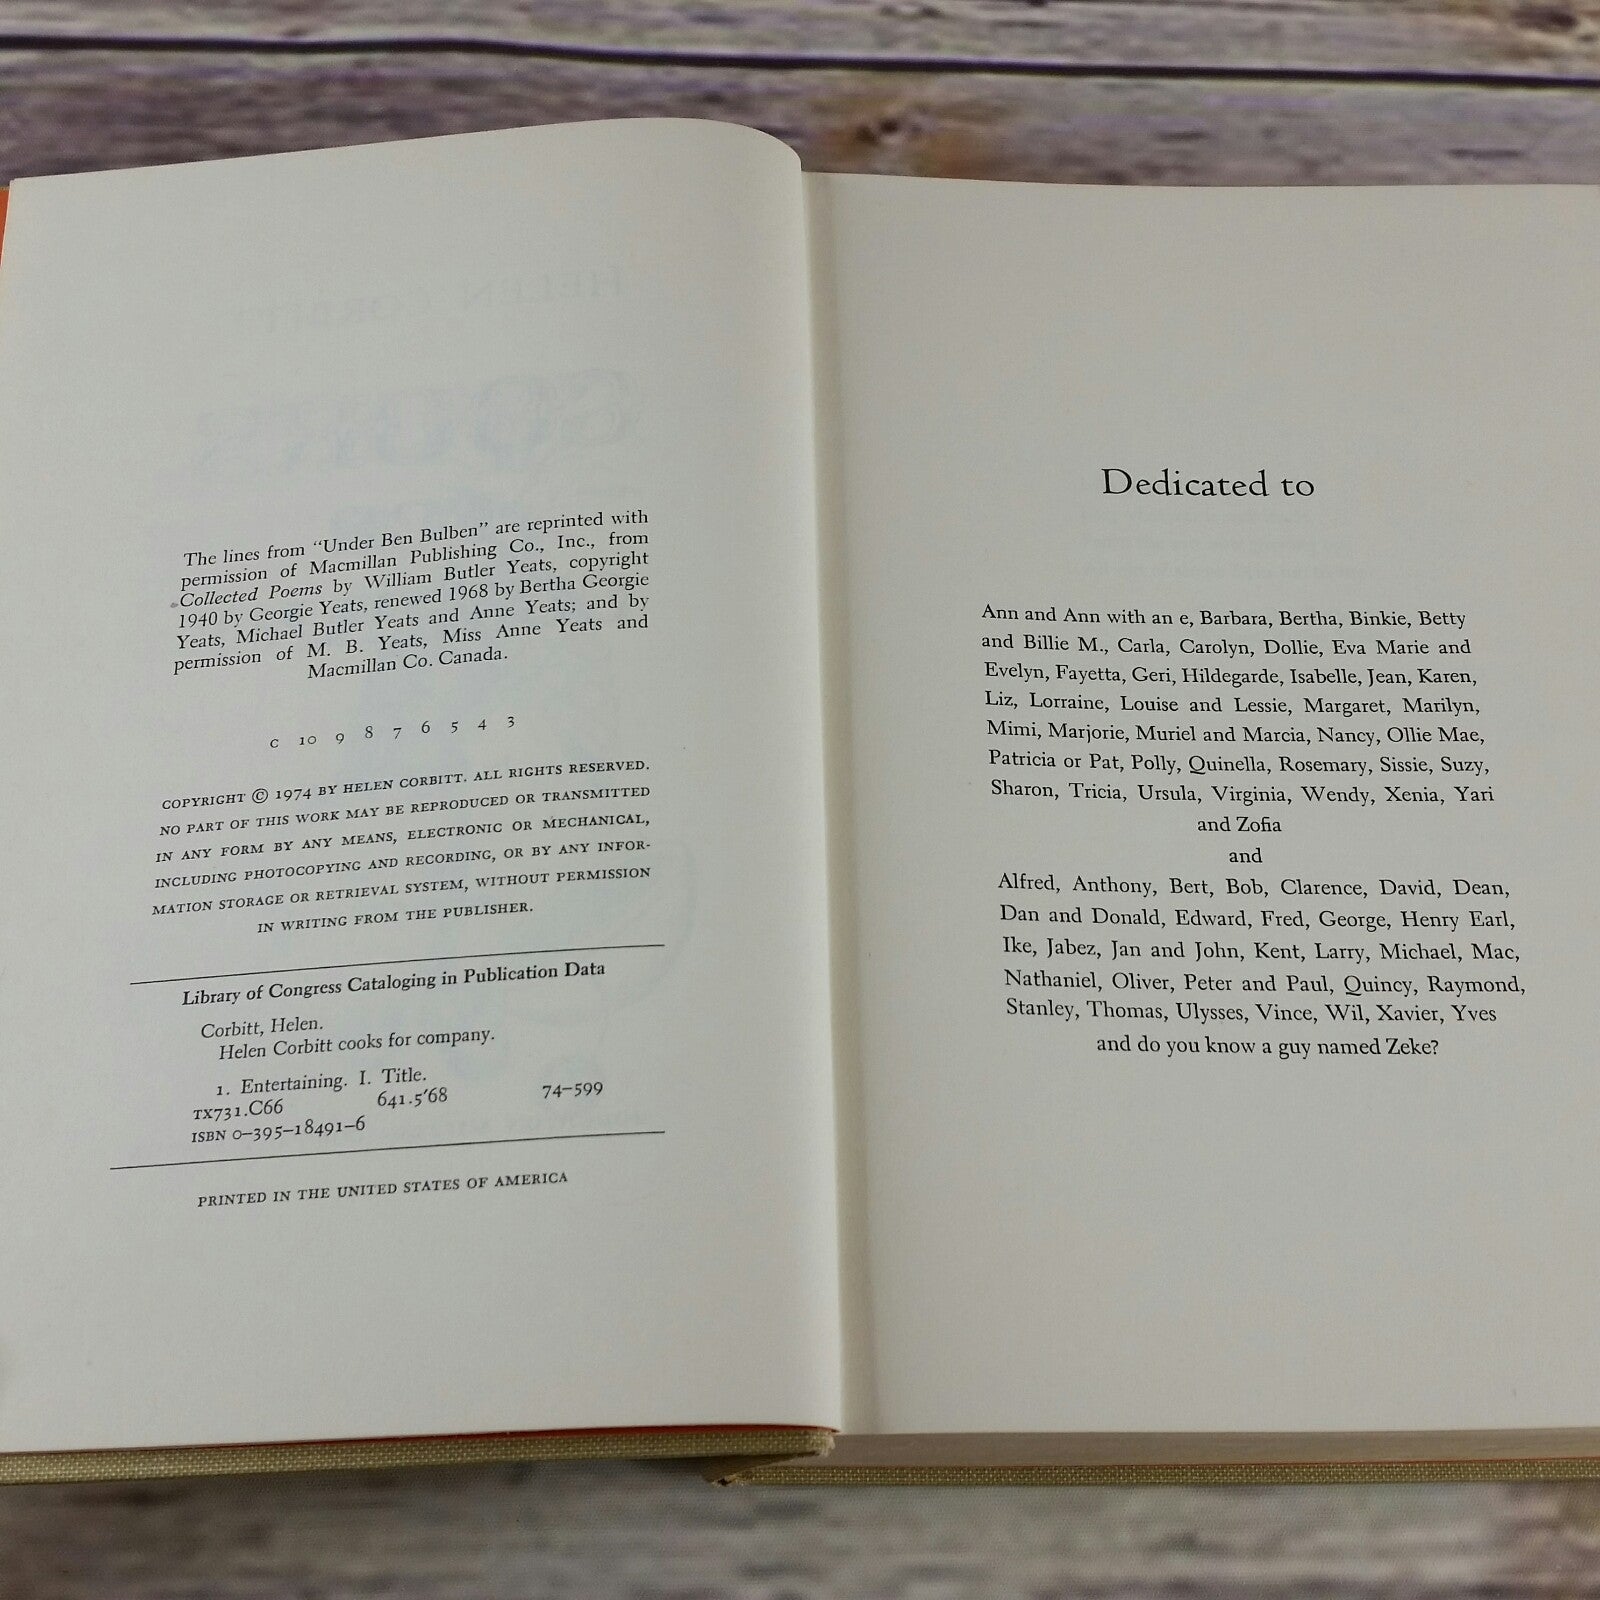 The lines from "Under Ben Bulben" are reprinted with
permission of Macmillan Publishing Co., Inc., from
Collected Poems by William Butler Yeats, copyright
1940 by Georgie Yeats, renewed 1968 by Bertha Georgie
Yeats, Michael Butler Yeats and Anne Yeats; and by
permission of M. B. Yeats, Miss Anne Yeats and
Macmillan Co. Canada.
C 10 9 8 7 6 5 4 3
COPYRIGHT © 1974 BY HELEN CORBITT. ALL RIGHTS RESERVED.
NO PART OF THIS WORK MAY BE REPRODUCED OR TRANSMITTED
IN ANY FORM BY ANY MEANS, ELECTRONIC OR MECHANICAL,
INCLUDING PHOTOCOPYING AND RECORDING, OR BY ANY INFOR-
MATION STORAGE OR RETRIEVAL SYSTEM, WITHOUT PERMISSION
IN WRITING FROM THE PUBLISHER.
Library of Congress Cataloging in Publication Data
Corbitt, Helen.
Helen Corbitt cooks for company.
1. Entertaining. I. Title.
TX731.C66 641.5'68 74-599
ISBN 0-395-18491-6
PRINTED IN THE UNITED STATES OF AMERICA
Dedicated to
Ann and Ann with an e, Barbara, Bertha, Binkie, Betty
and Billie M., Carla, Carolyn, Dollie, Eva Marie and
Evelyn, Fayetta, Geri, Hildegarde, Isabelle, Jean, Karen,
Liz, Lorraine, Louise and Lessie, Margaret, Marilyn,
Mimi, Marjorie, Muriel and Marcia, Nancy, Ollie Mae,
Patricia or Pat, Polly, Quinella, Rosemary, Sissie, Suzy,
Sharon, Tricia, Ursula, Virginia, Wendy, Xenia, Yari
and Zofia
and
Alfred, Anthony, Bert, Bob, Clarence, David, Dean,
Dan and Donald, Edward, Fred, George, Henry Earl,
Ike, Jabez, Jan and John, Kent, Larry, Michael, Mac,
Nathaniel, Oliver, Peter and Paul, Quincy, Raymond,
Stanley, Thomas, Ulysses, Vince, Wil, Xavier, Yves
and do you know a guy named Zeke?